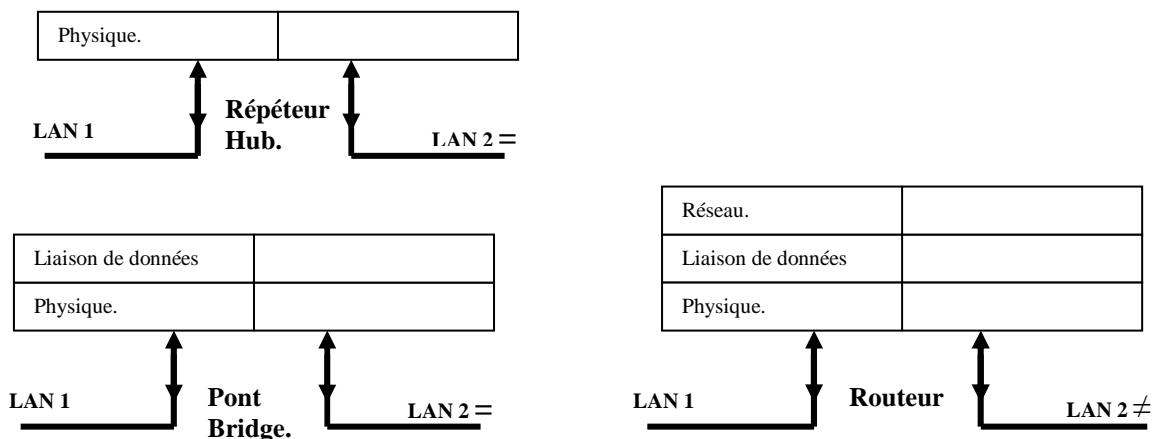 Physique.
Répéteur
Hub.
LAN 1
LAN 2 =
Liaison de données
Physique.
LAN 1
Pont
Bridge.
LAN 2 =
Réseau.
Liaison de données
Physique.
LAN 1
Routeur
LAN 2 ≠